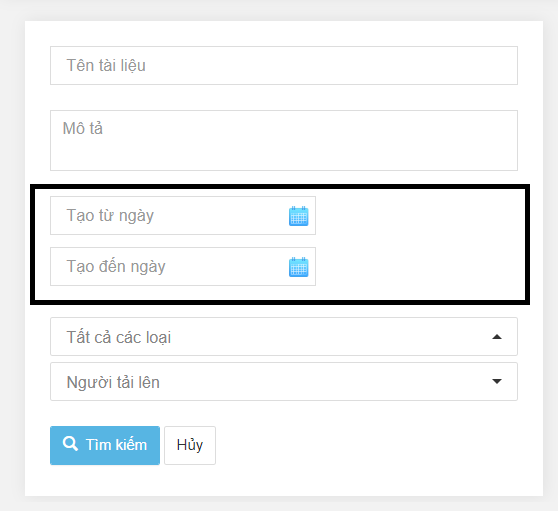 Tên tài liệu
Mô tả
Tạo từ ngày
Tạo đến ngày
Tất cả các loại
Người tải lên
Tìm kiếm Hủy